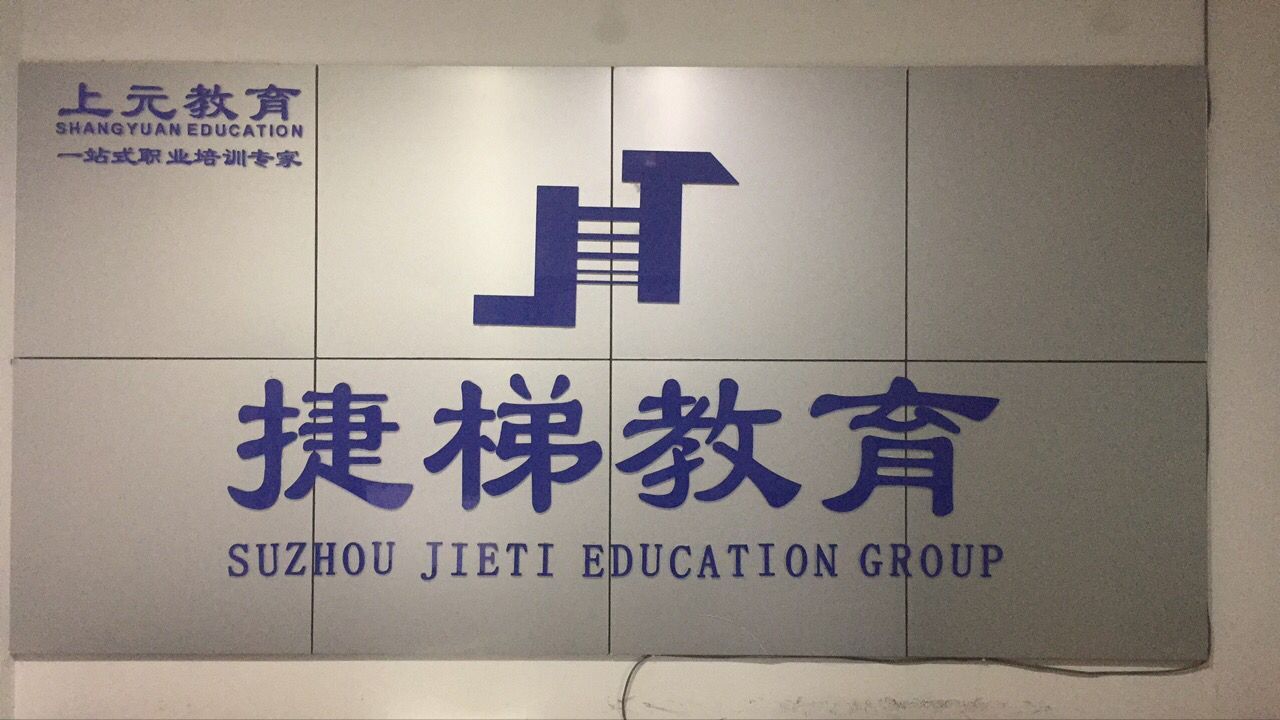 上元教育
SHANGYUAN EDUCATION
一站式职业培训专家
捷梯教育
SUZHOU JIETI EDUCATION GROUP